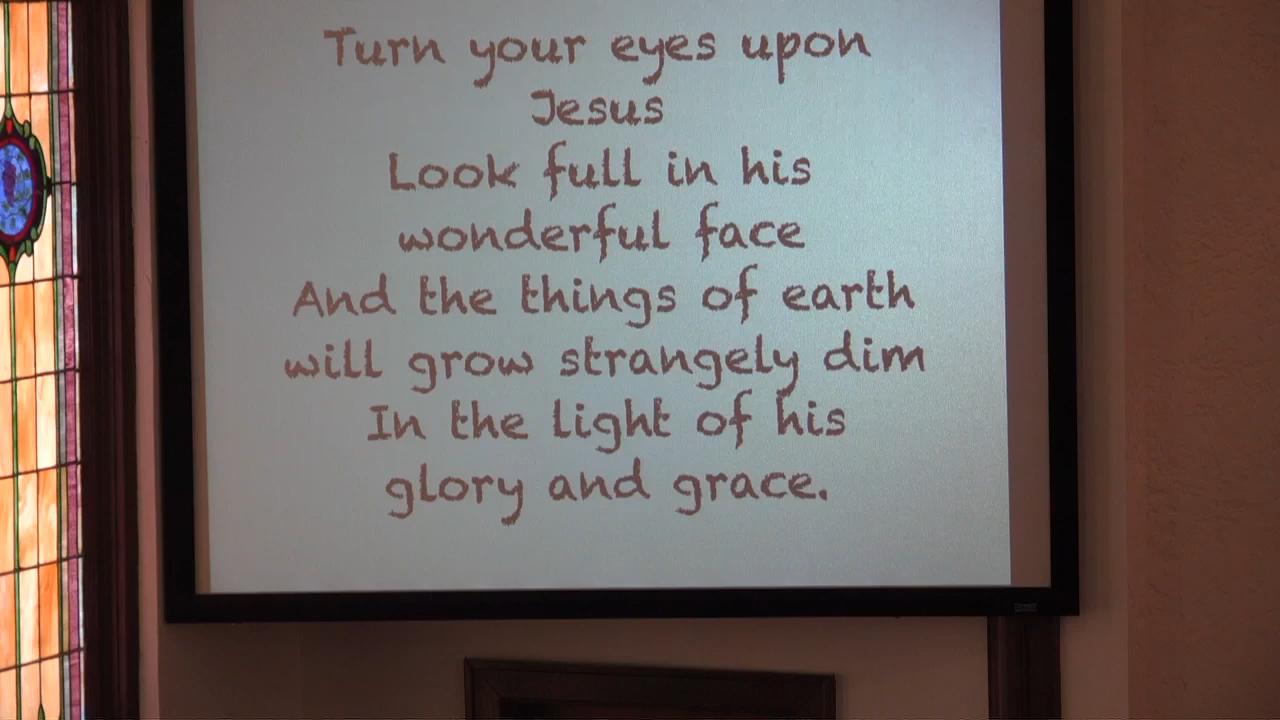 Turn your eyes upon
Jesus
Look full in his
wonderful face
And the things of earth
will grow strangely dim
In the light of his
glory and grace.